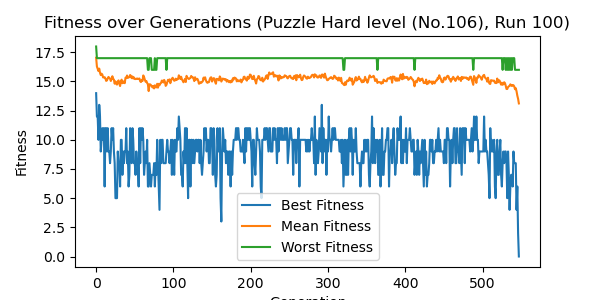 Fitness over Generations (Puzzle Hard level (No.106), Run 100)
Fitness
17.5
15.0
12.5
10.0
7.5
5.0
2.5
0.0
Best Fitness
Mean Fitness
Worst Fitness
0 100 200 300 400 500
Generation